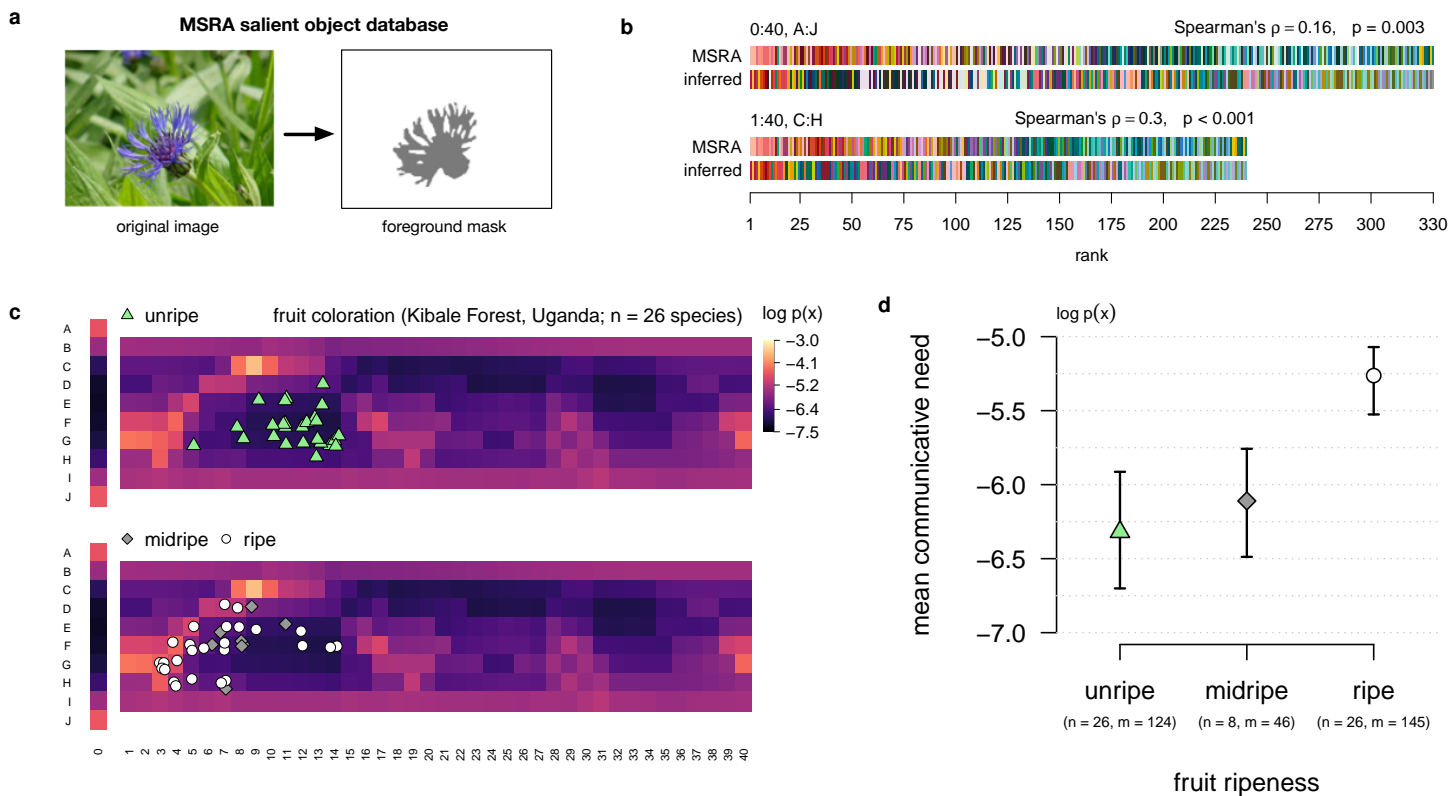 a
MSRA salient object database
original image
foreground mask
b
0:40, A:J
Spearman's ρ = 0.16, p = 0.003
MSRA
inferred
1:40, C:H
Spearman's ρ = 0.3, p < 0.001
MSRA
inferred
1 25 50 75 100 125 150 175 200 225 250 275 300 330
rank
c
unripe fruit coloration (Kibale Forest, Uganda; n = 26 species)
log p(x)
−3.0
−4.1
−5.2
−6.4
−7.5
A
B
C
D
E
F
G
H
I
J
midripe ripe
A
B
C
D
E
F
G
H
I
J
0 1 2 3 4 5 6 7 8 9 10 11 12 13 14 15 16 17 18 19 20 21 22 23 24 25 26 27 28 29 30 31 32 33 34 35 36 37 38 39 40
d
log p(x)
mean communicative need
−5.0
−5.5
−6.0
−6.5
−7.0
unripe midripe ripe
(n = 26, m = 124) (n = 8, m = 46) (n = 26, m = 145)
fruit ripeness